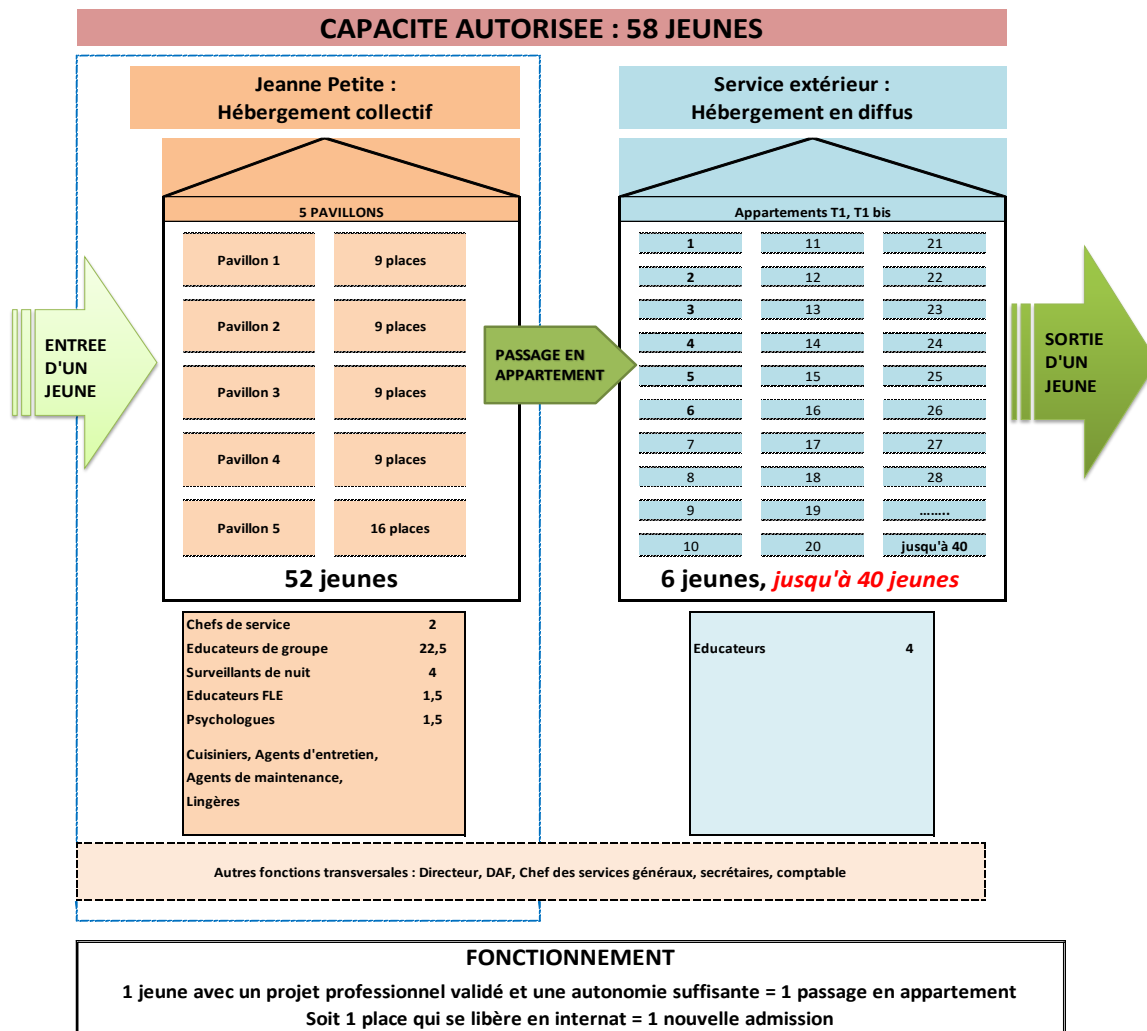 CAPACITE AUTORISEE : 58 JEUNES
Jeanne Petite :
Hébergement collectif
Service extérieur :
Hébergement en diffus
5 PAVILLONS
Appartements T1, T1 bis
Pavillon 1 9 places
Pavillon 2 9 places
Pavillon 3 9 places
Pavillon 4 9 places
Pavillon 5 16 places
52 jeunes
ENTREE
D'UN
JEUNE
PASSAGE EN
APPARTEMENT
1 11 21
2 12 22
3 13 23
4 14 24
5 15 25
6 16 26
7 17 27
8 18 28
9 19 ........
10 20 jusqu'à 40
6 jeunes, jusqu'à 40 jeunes
SORTIE
D'UN
JEUNE
Chefs de service 2
Educateurs de groupe 22,5
Surveillants de nuit 4
Educateurs FLE 1,5
Psychologues 1,5
Cuisiniers, Agents d'entretien,
Agents de maintenance,
Lingères
Educateurs 4
Autres fonctions transversales : Directeur, DAF, Chef des services généraux, secrétaires, comptable
FONCTIONNEMENT
1 jeune avec un projet professionnel validé et une autonomie suffisante = 1 passage en appartement
Soit 1 place qui se libère en internat = 1 nouvelle admission